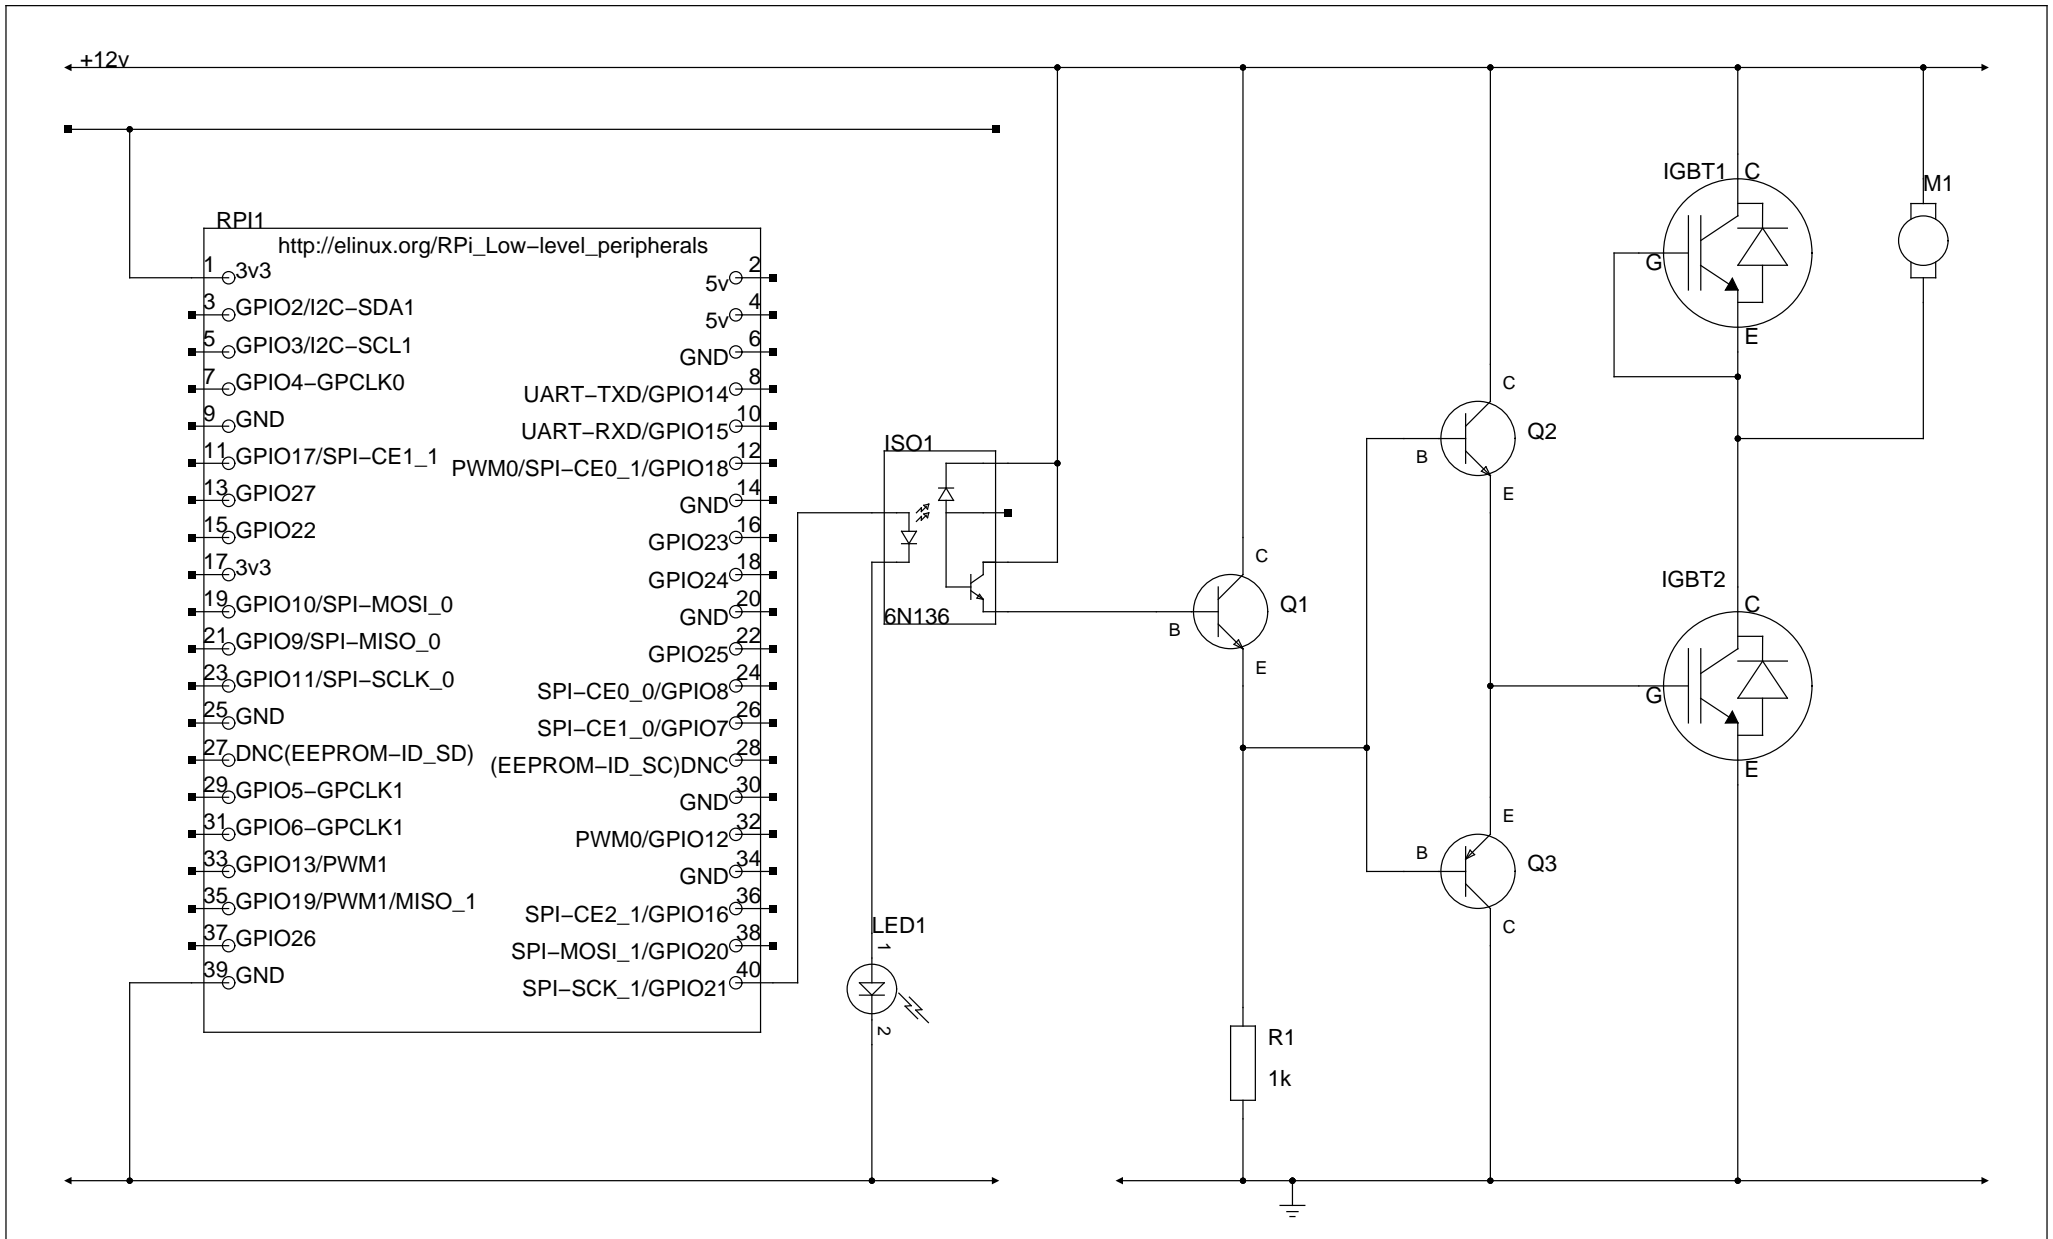 +12v
RPI1
http://elinux.org/RPi_Low-level_peripherals
1 3v3
2 5v
3 GPIO2/I2C-SDA1
4 5v
5 GPIO3/I2C-SCL1
6 GND
7 GPIO4-GPCLK0
8 UART-TXD/GPIO14
9 GND
10 UART-RXD/GPIO15
11 GPIO17/SPI-CE1_1
12 PWM0/SPI-CE0_1/GPIO18
13 GPIO27
14 GND
15 GPIO22
16 GPIO23
17 3v3
18 GPIO24
19 GPIO10/SPI-MOSI_0
20 GND
21 GPIO9/SPI-MISO_0
22 GPIO25
23 GPIO11/SPI-SCLK_0
24 SPI-CE0_0/GPIO8
25 GND
26 SPI-CE1_0/GPIO7
27 DNC(EEPROM-ID_SD)
28 (EEPROM-ID_SC)DNC
29 GPIO5-GPCLK1
30 GND
31 GPIO6-GPCLK1
32 PWM0/GPIO12
33 GPIO13/PWM1
34 GND
35 GPIO19/PWM1/MISO_1
36 SPI-CE2_1/GPIO16
37 GPIO26
38 SPI-MOSI_1/GPIO20
39 GND
40 SPI-SCK_1/GPIO21
ISO1
6N136
LED1
1
2
C
Q1
B
E
R1
1k
C
Q2
B
E
E
B
Q3
C
IGBT1 C
G
E
M1
IGBT2
C
G
E